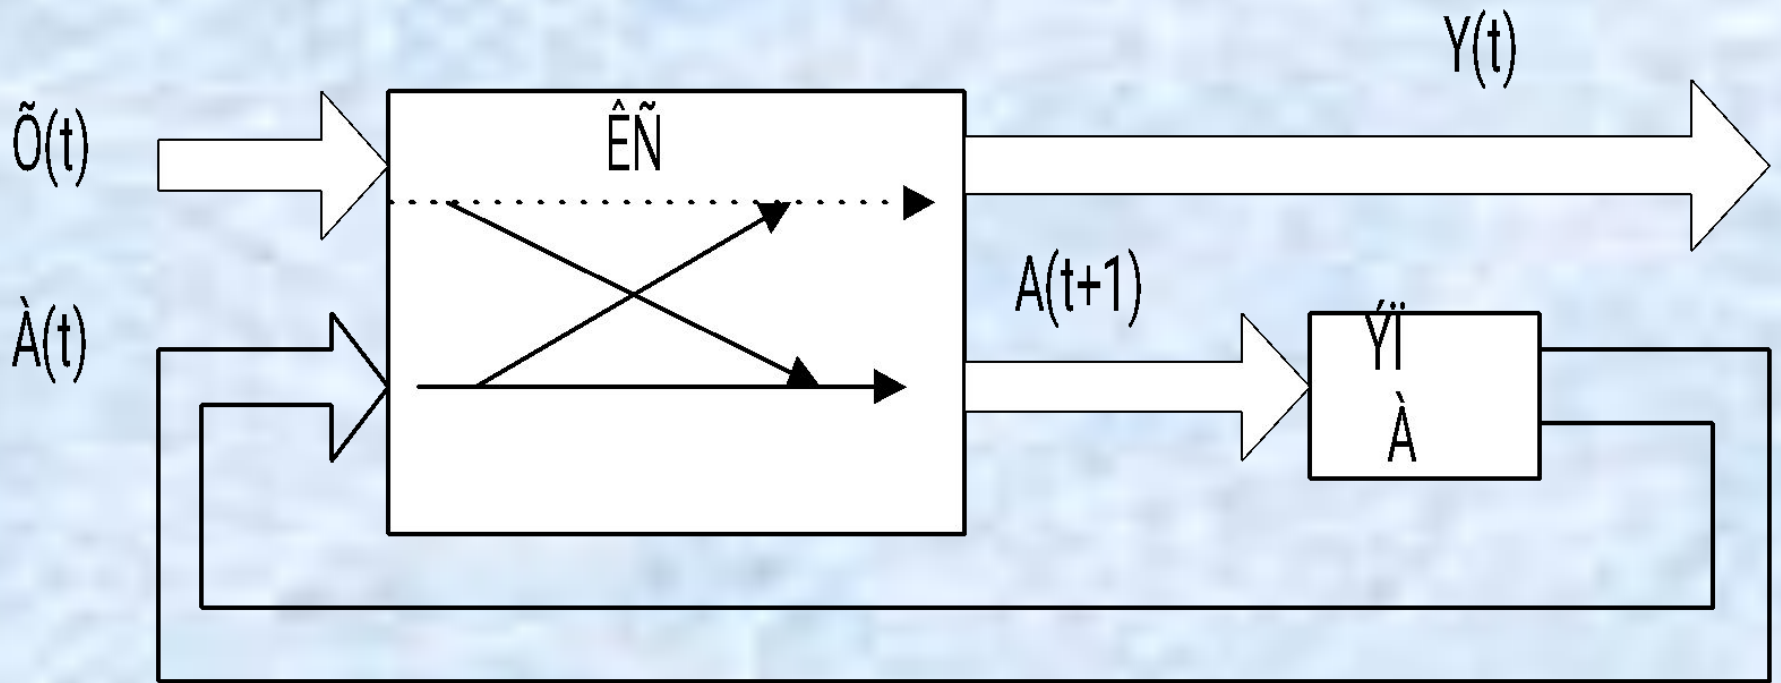 Y(t)
Õ(t)
ÊÑ
À(t)
A(t+1)
ÝÏ
À